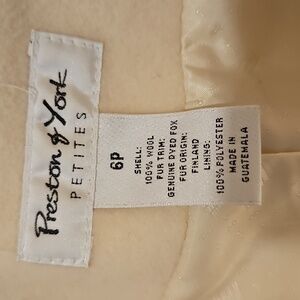 Preston & York
PETITES
6P
SHELL:
100% WOOL
FUR TRIM:
GENUINE DYED FOX
FUR ORIGIN:
FINLAND
LINING:
100% POLYESTER
MADE IN
GUATEMALA